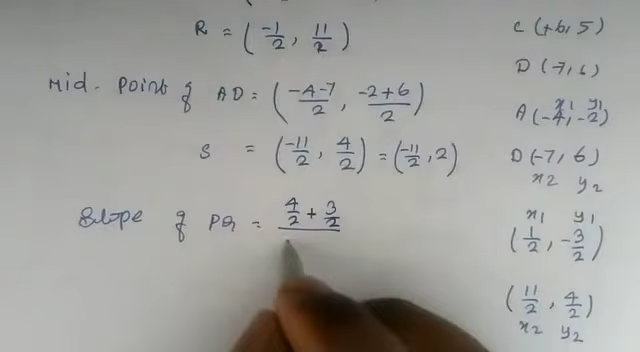 R = (-1/2, 11/2)
Mid. Point of AD = (-4-7/2, -2+6/2)
S = (-11/2, 4/2) = (-11/2, 2)
Slope of PQ = 4/2 + 3/2
C (+6, 5)
D (-7, 6)
x1 y1
A (-4, -2)
D (-7, 6)
x2 y2
x1 y1
(1/2, -3/2)
(11/2, 4/2)
x2 y2